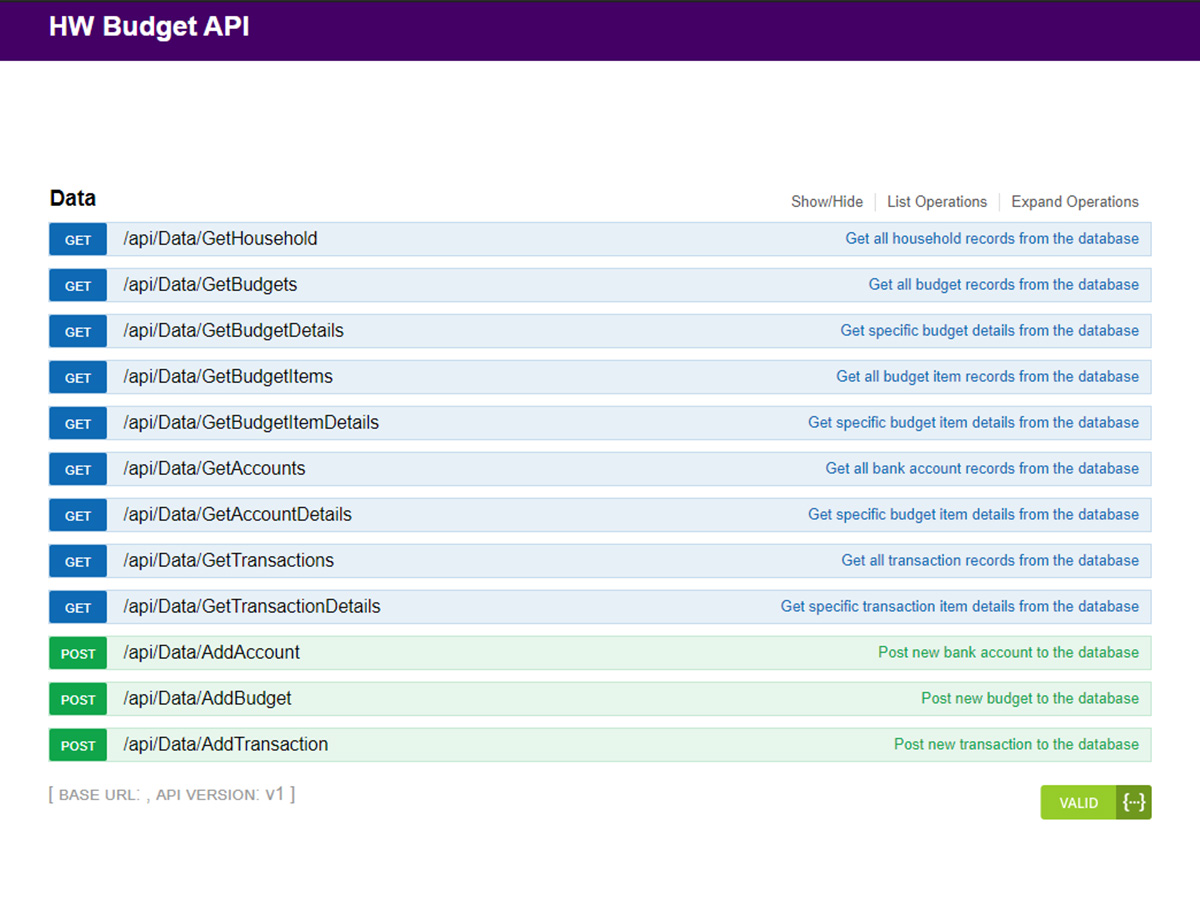 HW Budget API
Data
Show/Hide List Operations Expand Operations
GET /api/Data/GetHousehold Get all household records from the database
GET /api/Data/GetBudgets Get all budget records from the database
GET /api/Data/GetBudgetDetails Get specific budget details from the database
GET /api/Data/GetBudgetItems Get all budget item records from the database
GET /api/Data/GetBudgetItemDetails Get specific budget item details from the database
GET /api/Data/GetAccounts Get all bank account records from the database
GET /api/Data/GetAccountDetails Get specific budget item details from the database
GET /api/Data/GetTransactions Get all transaction records from the database
GET /api/Data/GetTransactionDetails Get specific transaction item details from the database
POST /api/Data/AddAccount Post new bank account to the database
POST /api/Data/AddBudget Post new budget to the database
POST /api/Data/AddTransaction Post new transaction to the database
[ BASE URL: , API VERSION: V1 ]
VALID {···}